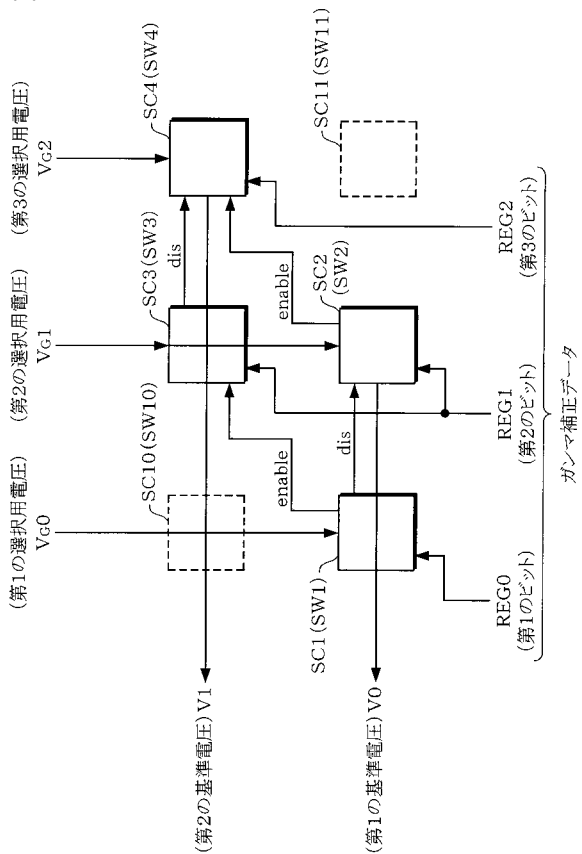 (第1の選択用電圧)
VG0
(第2の選択用電圧)
VG1
(第3の選択用電圧)
VG2
SC10(SW10)
SC3(SW3)
SC4(SW4)
dis
(第2の基準電圧) V1
enable
enable
SC1(SW1)
SC2
(SW2)
SC11(SW11)
dis
(第1の基準電圧) V0
REG0
(第1のビット)
REG1
(第2のビット)
REG2
(第3のビット)
ガンマ補正データ